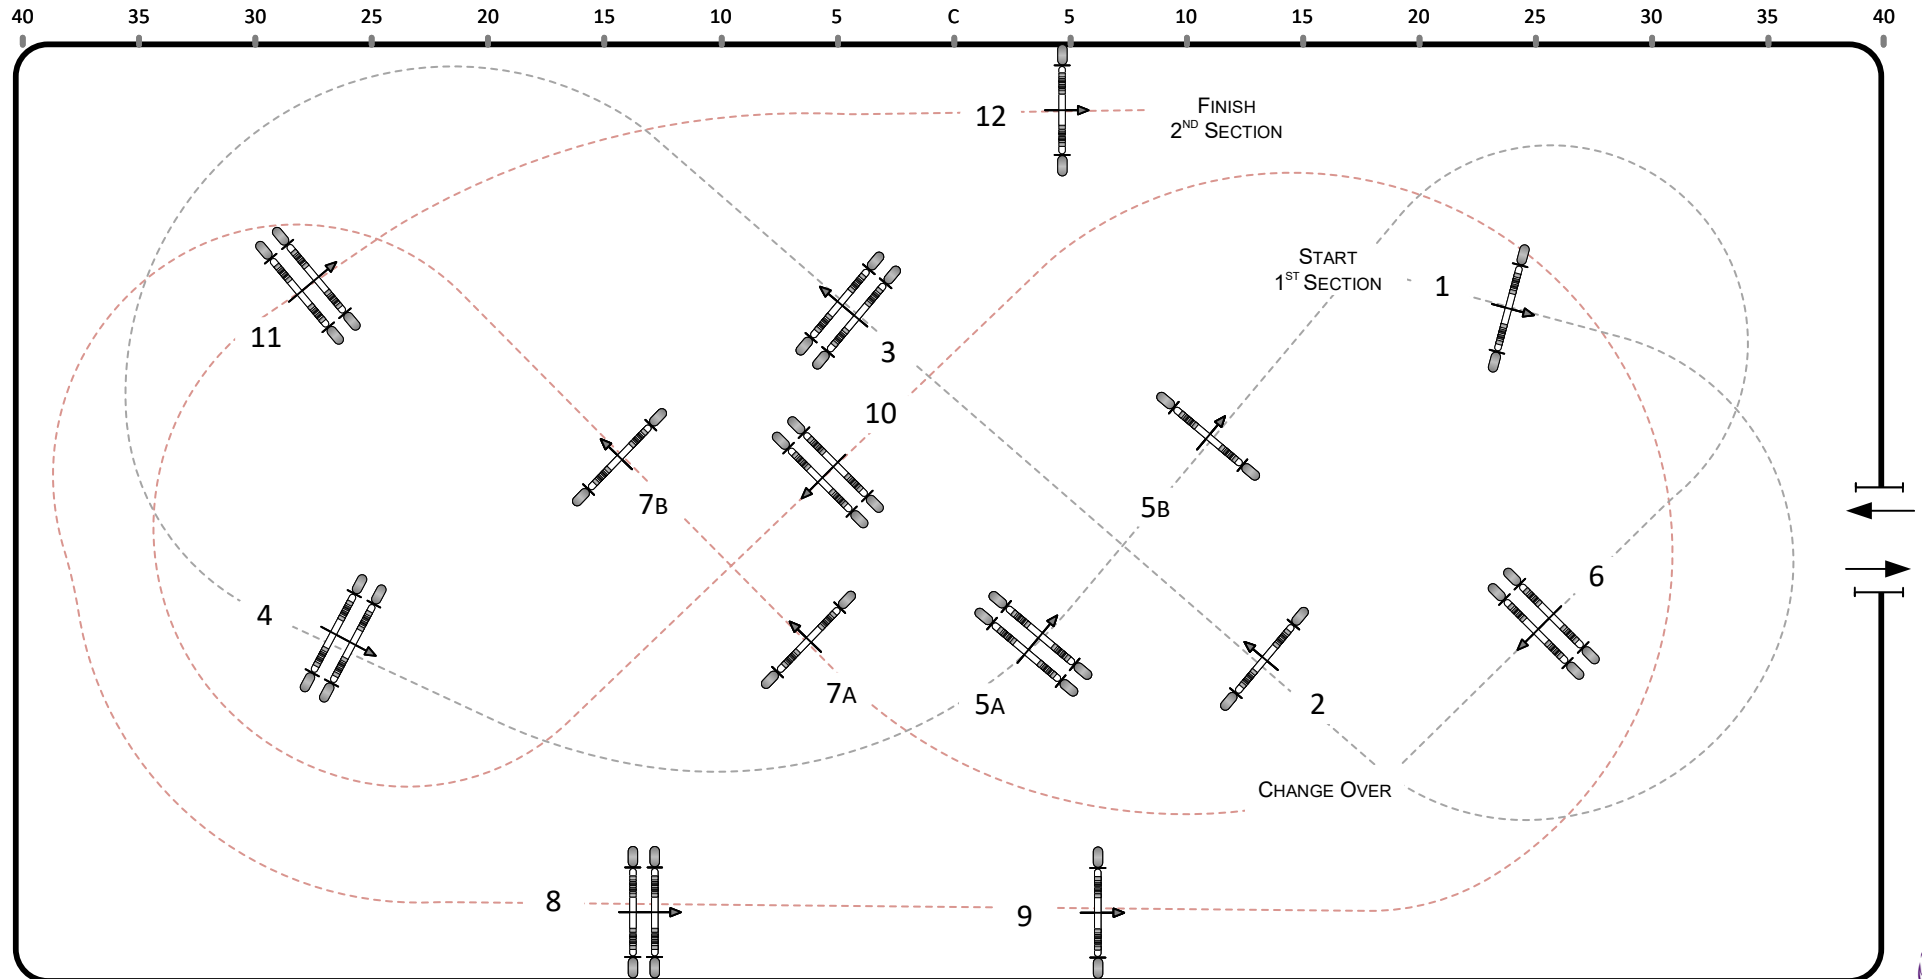 40 35 30 25 20 15 10 5 C 5 10 15 20 25 30 35 40
12
FINISH
2ND SECTION
START
1ST SECTION
1
11
3
10
7B
5B
6
4
7A
5A
2
CHANGE OVER
8
9